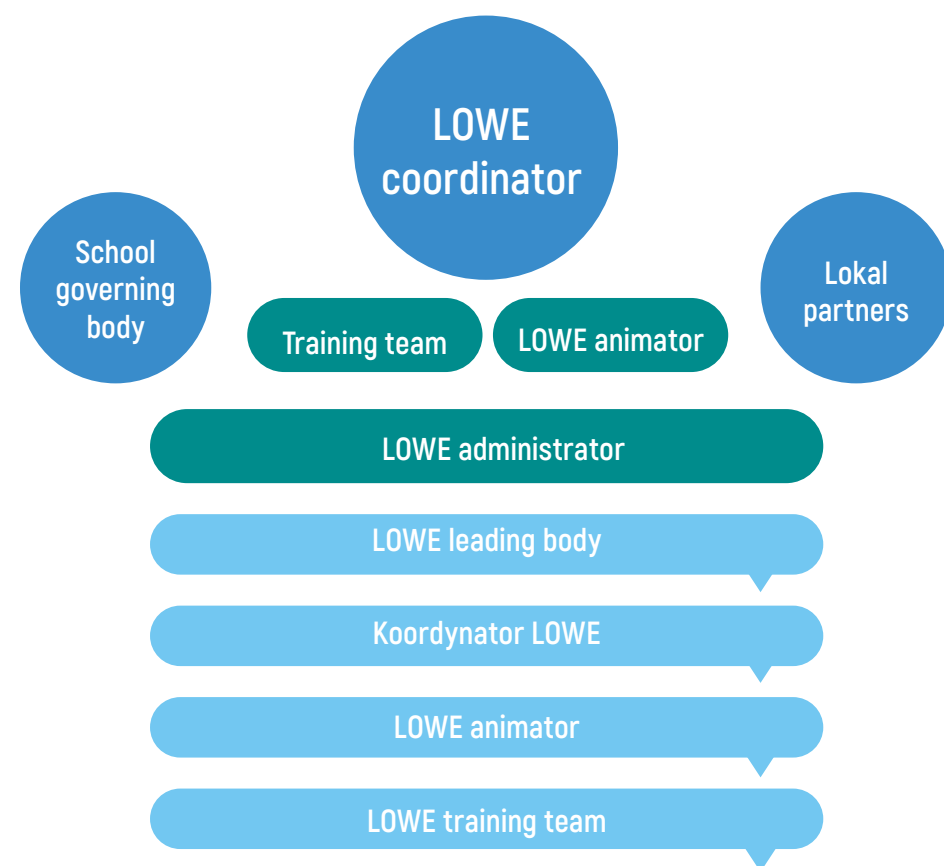 LOWE
coordinator
School
governing
body
Lokal
partners
Training team
LOWE animator
LOWE administrator
LOWE leading body
Koordynator LOWE
LOWE animator
LOWE training team